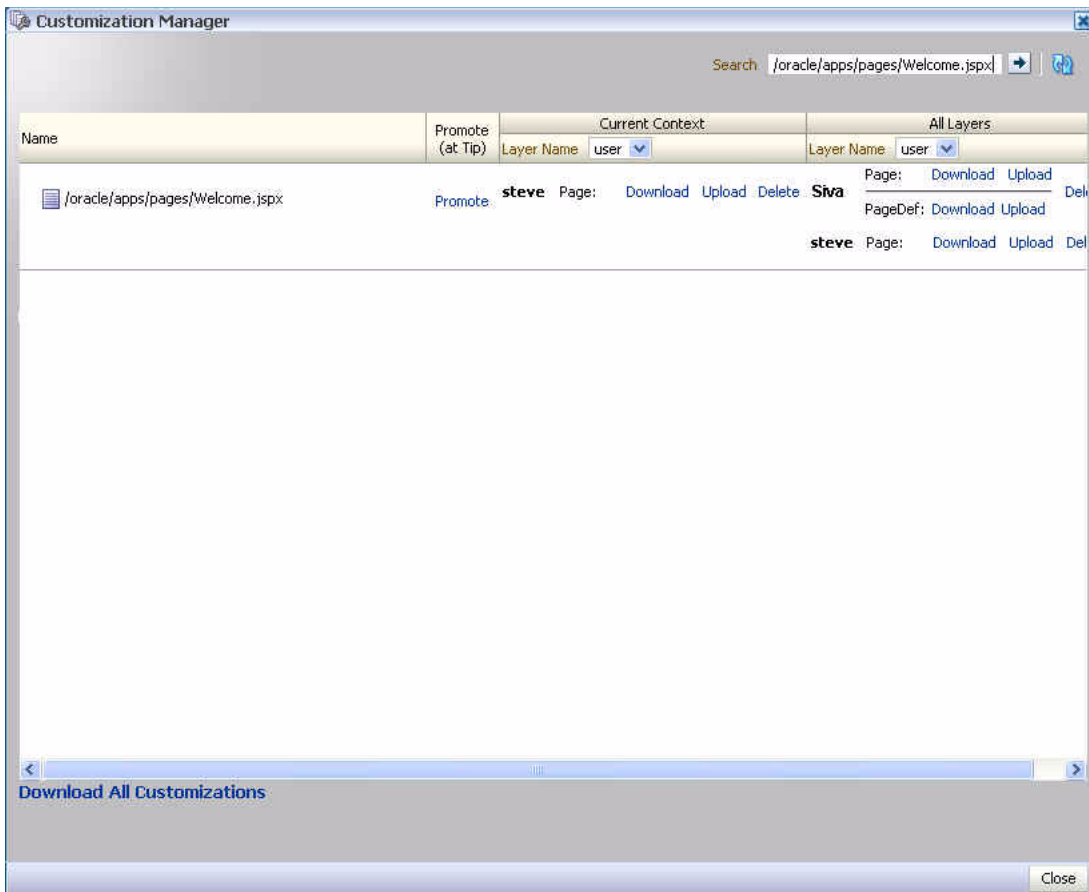 Customization Manager
Search /oracle/apps/pages/Welcome.jspx
Name Promote (at Tip) Current Context All Layers
Layer Name user Layer Name user
/oracle/apps/pages/Welcome.jspx Promote steve Page: Download Upload Delete Siva Page: Download Upload Del
PageDef: Download Upload
steve Page: Download Upload Del
Download All Customizations
Close